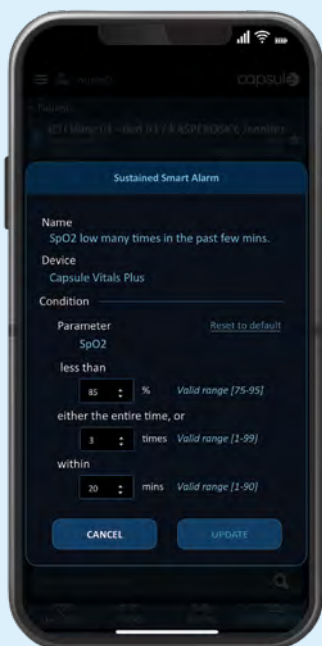 capsule
Sustained Smart Alarm
Name
SpO2 low many times in the past few mins.
Device
Capsule Vitals Plus
Condition
Parameter Reset to default
SpO2
less than
85 % Valid range [75-95]
either the entire time, or
3 times Valid range [1-99]
within
20 mins Valid range [1-90]
CANCEL UPDATE